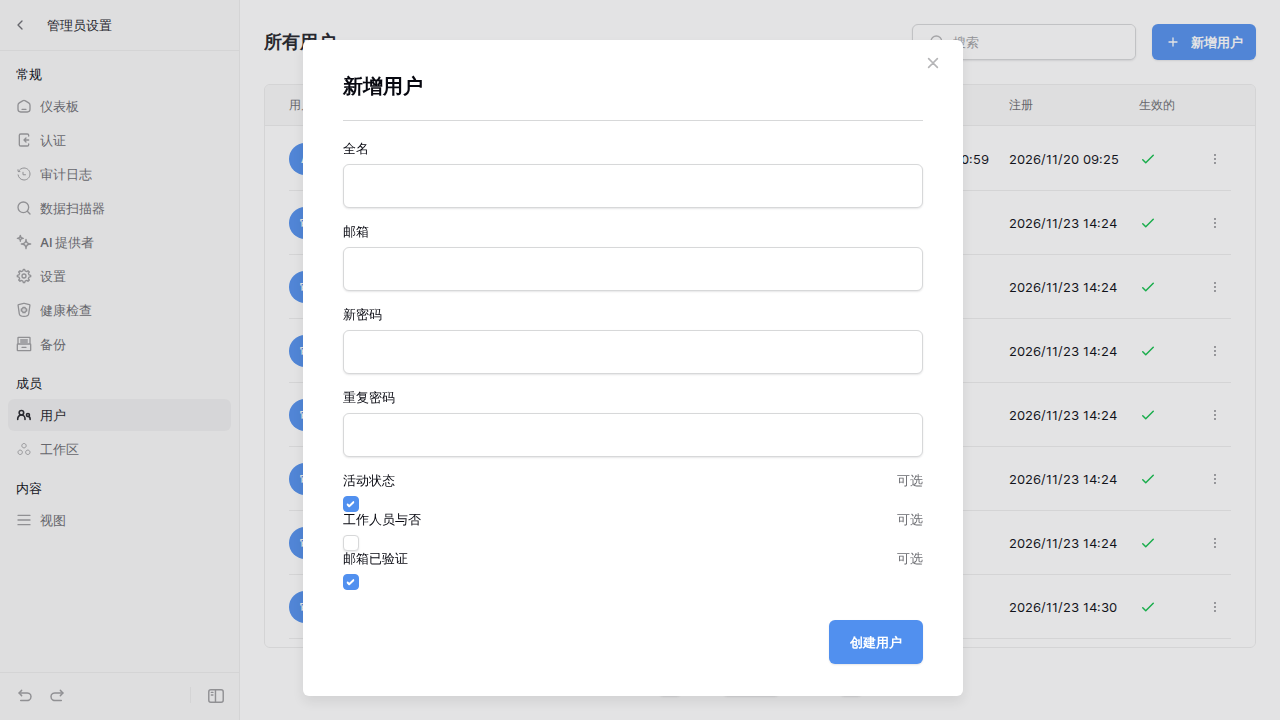 管理员设置
常规
仪表板
认证
审计日志
数据扫描器
AI 提供者
设置
健康检查
备份
成员
用户
工作区
内容
视图
所有用户
搜索
新增用户
注册
生效的
0:59
2026/11/20 09:25
2026/11/23 14:24
2026/11/23 14:24
2026/11/23 14:24
2026/11/23 14:24
2026/11/23 14:24
2026/11/23 14:24
2026/11/23 14:30
新增用户
全名
邮箱
新密码
重复密码
活动状态 可选
工作人员与否 可选
邮箱已验证 可选
创建用户